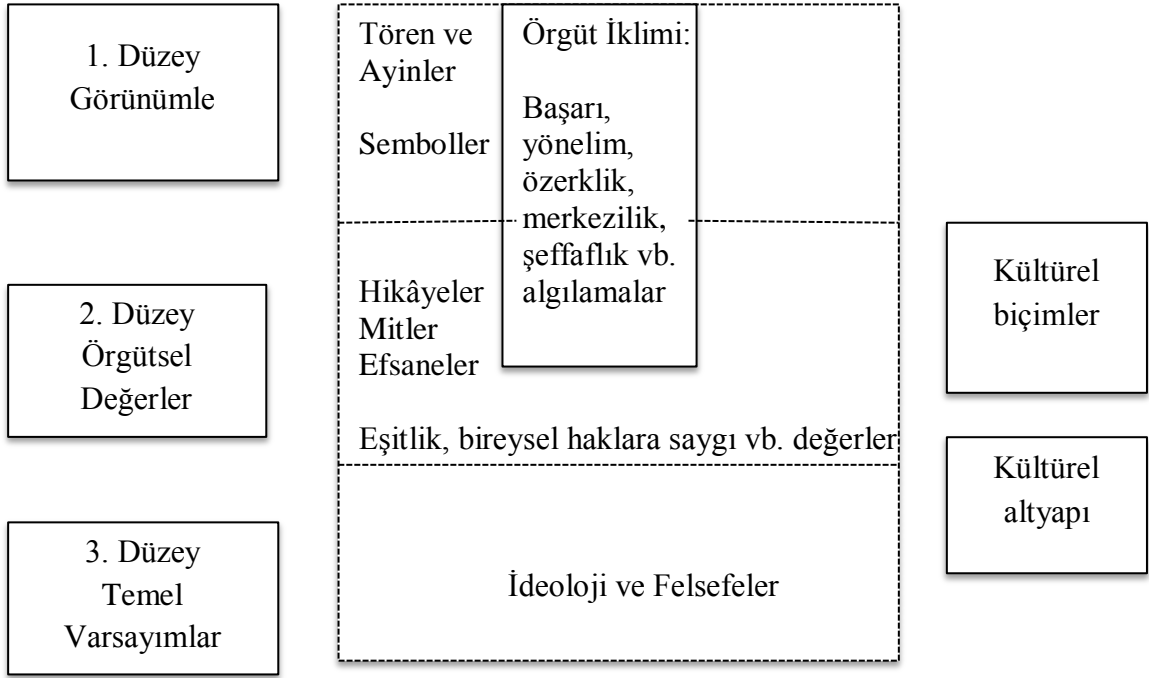 1. Düzey
Görünümle
Tören ve
Ayinler
Semboller
Örgüt İklimi:
Başarı,
yönelim,
özerklik,
merkezilik,
şeffaflık vb.
algılamalar
2. Düzey
Örgütsel
Değerler
Hikâyeler
Mitler
Efsaneler
Eşitlik, bireysel haklara saygı vb. değerler
Kültürel
biçimler
3. Düzey
Temel
Varsayımlar
İdeoloji ve Felsefeler
Kültürel
altyapı